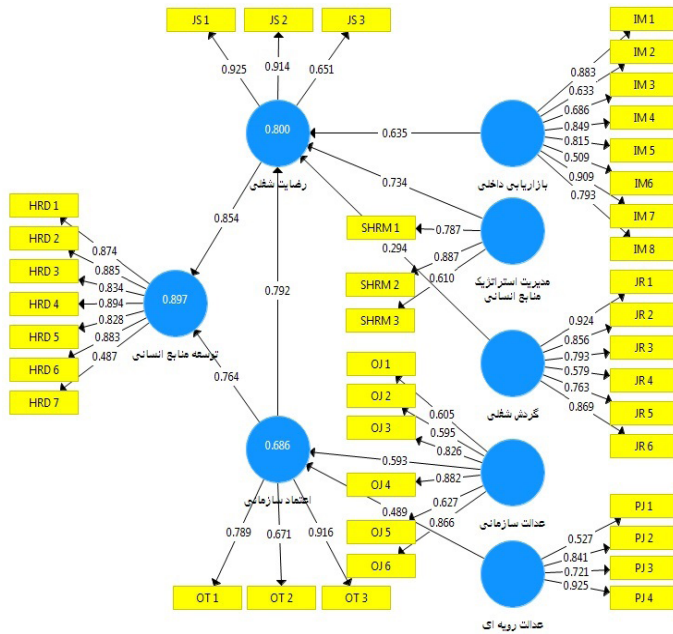 JS 1
JS 2
JS 3
0.925
0.914
0.651
0.800
رضایت شغلی
IM 1
IM 2
IM 3
IM 4
IM 5
IM6
IM 7
IM 8
0.883
0.633
0.686
0.849
0.815
0.509
0.909
0.793
بازاریابی داخلی
0.635
0.734
0.294
0.854
0.792
SHRM 1
SHRM 2
SHRM 3
0.787
0.887
0.610
مدیریت استراتژیک
منابع انسانی
HRD 1
HRD 2
HRD 3
HRD 4
HRD 5
HRD 6
HRD 7
0.874
0.885
0.834
0.894
0.828
0.883
0.487
0.897
توسعه منابع انسانی
0.764
JR 1
JR 2
JR 3
JR 4
JR 5
JR 6
0.924
0.856
0.793
0.579
0.763
0.869
گردش شغلی
OJ 1
OJ 2
OJ 3
OJ 4
OJ 5
OJ 6
0.605
0.595
0.826
0.882
0.627
0.866
عدالت سازمانی
0.593
0.489
0.686
اعتماد سازمانی
0.789
0.671
0.916
OT 1
OT 2
OT 3
PJ 1
PJ 2
PJ 3
PJ 4
0.527
0.841
0.721
0.925
عدالت رویه ای